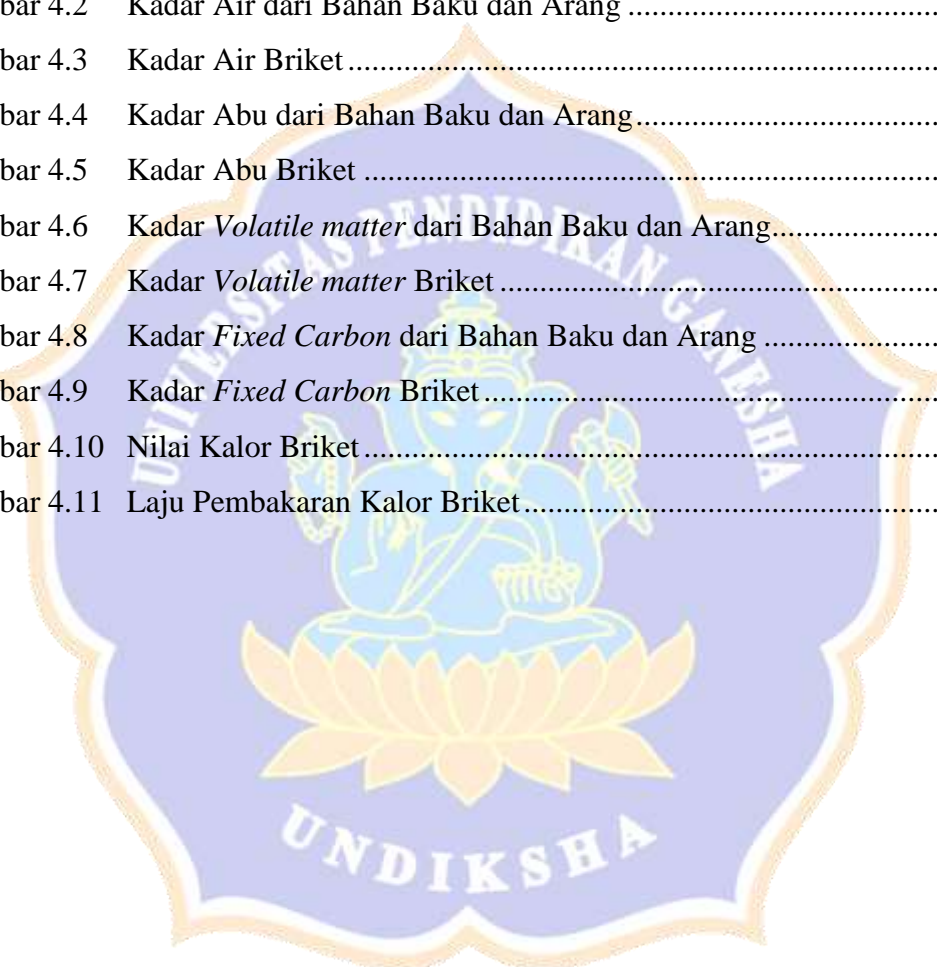 bar 4.2 Kadar Air dari Bahan Baku dan Arang ........................................
bar 4.3 Kadar Air Briket ........................................................................
bar 4.4 Kadar Abu dari Bahan Baku dan Arang ......................................
bar 4.5 Kadar Abu Briket ......................................................................
bar 4.6 Kadar Volatile matter dari Bahan Baku dan Arang .....................
bar 4.7 Kadar Volatile matter Briket ......................................................
bar 4.8 Kadar Fixed Carbon dari Bahan Baku dan Arang ......................
bar 4.9 Kadar Fixed Carbon Briket ........................................................
bar 4.10 Nilai Kalor Briket ......................................................................
bar 4.11 Laju Pembakaran Kalor Briket ...................................................
UNIVERSITAS PENDIDIKAN GANESHA
UNDIKSHA